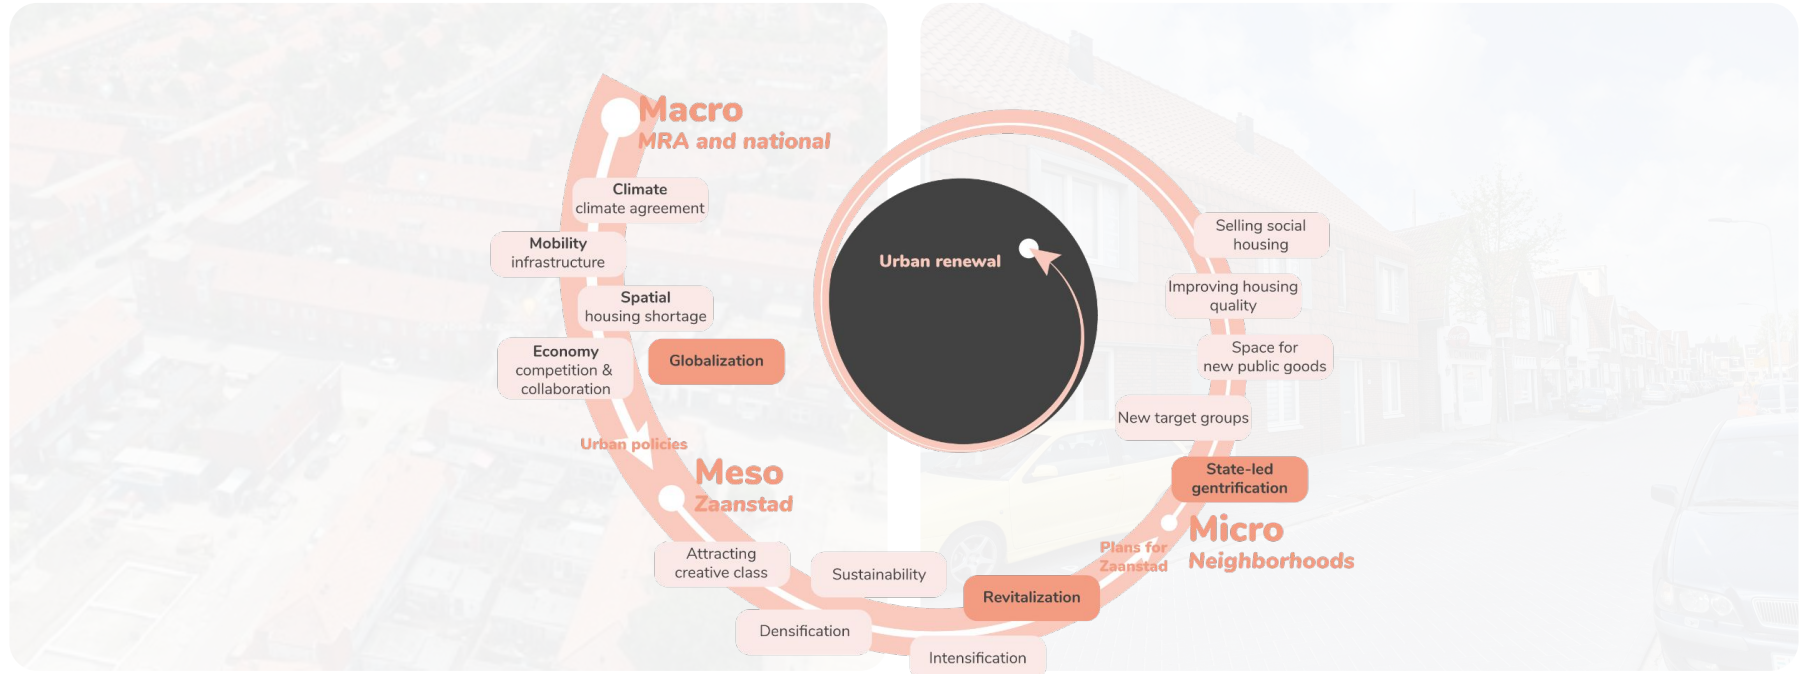 Macro
MRA and national
Climate
climate agreement
Mobility
infrastructure
Spatial
housing shortage
Economy
competition &
collaboration
Globalization
Urban policies
Meso
Zaanstad
Attracting
creative class
Sustainability
Densification
Revitalization
Intensification
Plans for
Zaanstad
Micro
Neighborhoods
State-led
gentrification
New target groups
Space for
new public goods
Improving housing
quality
Selling social
housing
Urban renewal